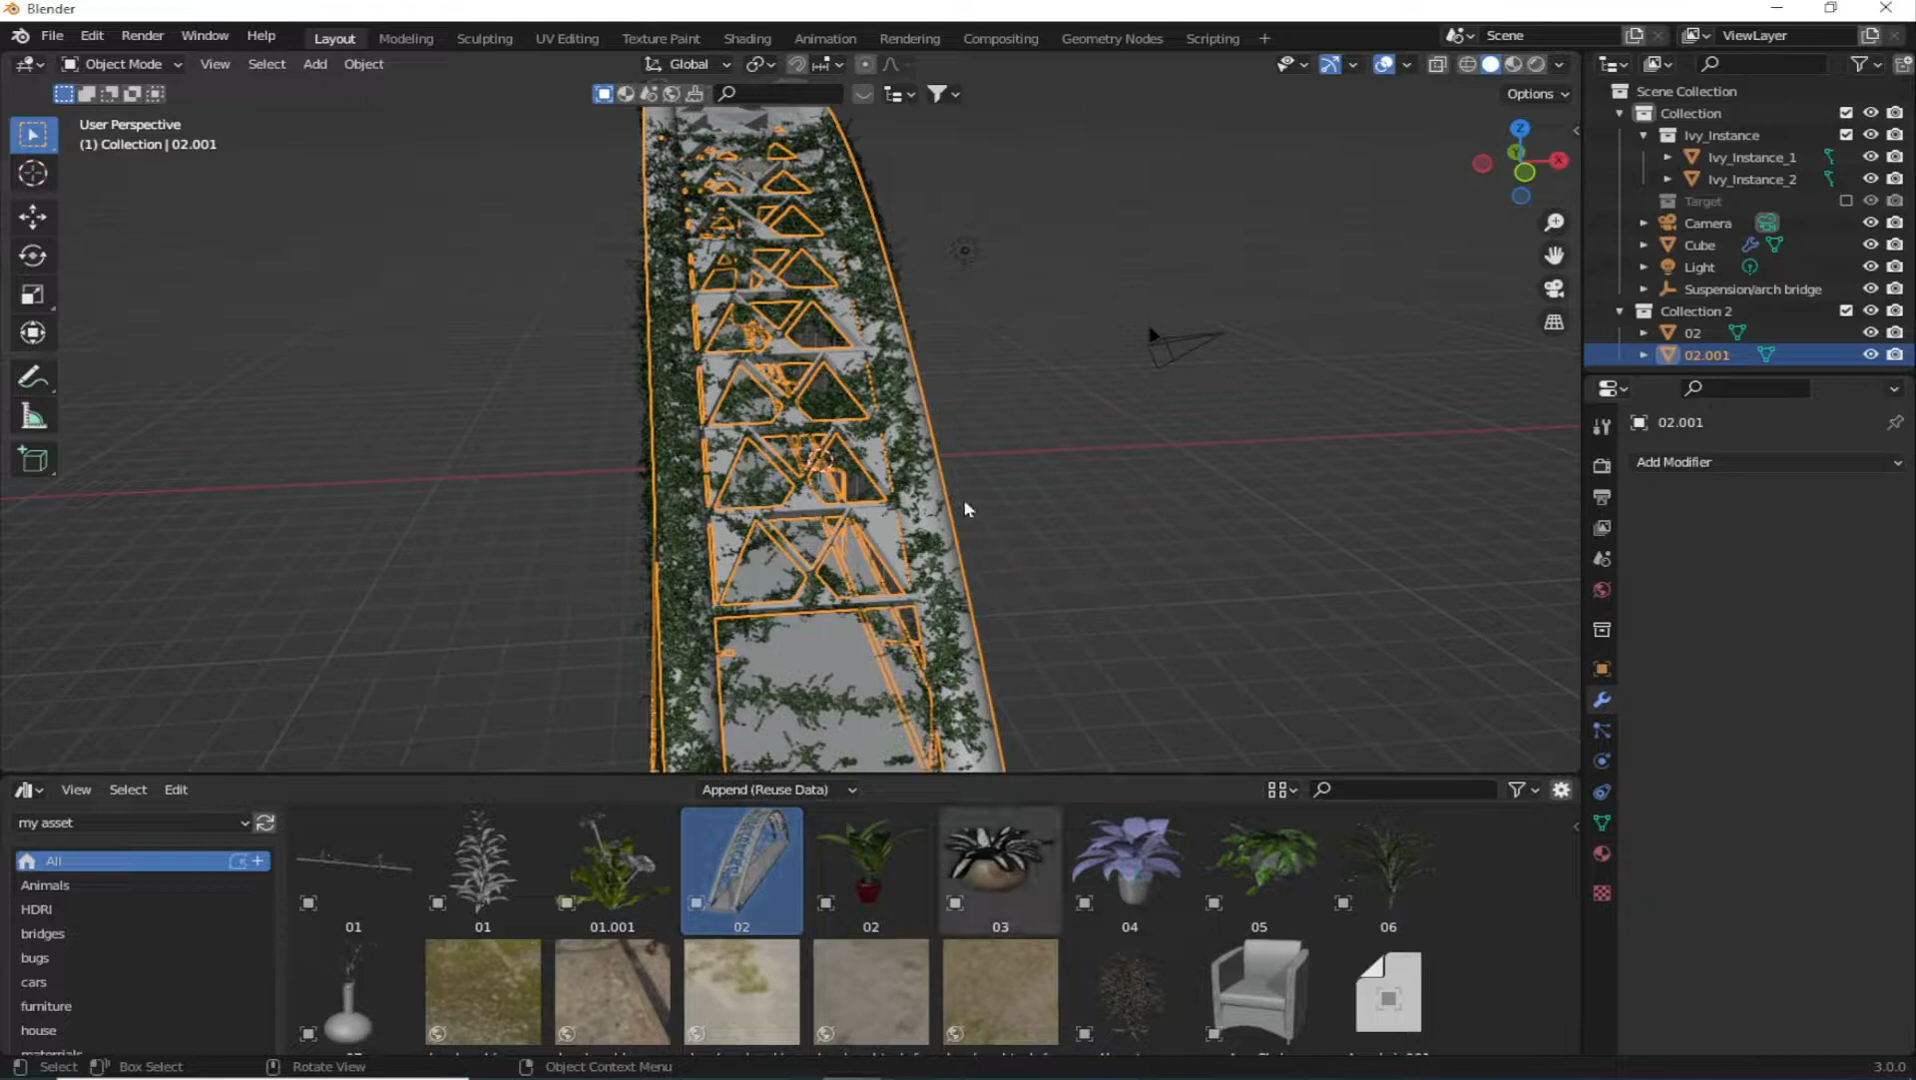 Blender
File Edit Render Window Help
Layout Modeling Sculpting UV Editing Texture Paint Shading Animation Rendering Compositing Geometry Nodes Scripting
Scene
ViewLayer
Object Mode View Select Add Object
Global
Options
User Perspective
(1) Collection | 02.001
Z
Y
X
Scene Collection
Collection
Ivy_Instance
Ivy_Instance_1
Ivy_Instance_2
Target
Camera
Cube
Light
Suspension/arch bridge
Collection 2
02
02.001
02.001
Add Modifier
View Select Edit
Append (Reuse Data)
my asset
All
Animals
HDRI
bridges
bugs
cars
furniture
house
01
01
01.001
02
02
03
04
05
06
Select
Box Select
Rotate View
Object Context Menu
3.0.0